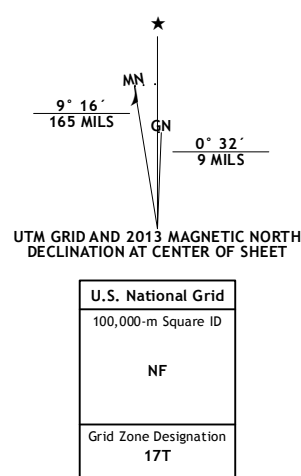 ★
MN
GN
9° 16´
165 MILS
0° 32´
9 MILS
UTM GRID AND 2013 MAGNETIC NORTH
DECLINATION AT CENTER OF SHEET
U.S. National Grid
100,000-m Square ID
NF
Grid Zone Designation
17T